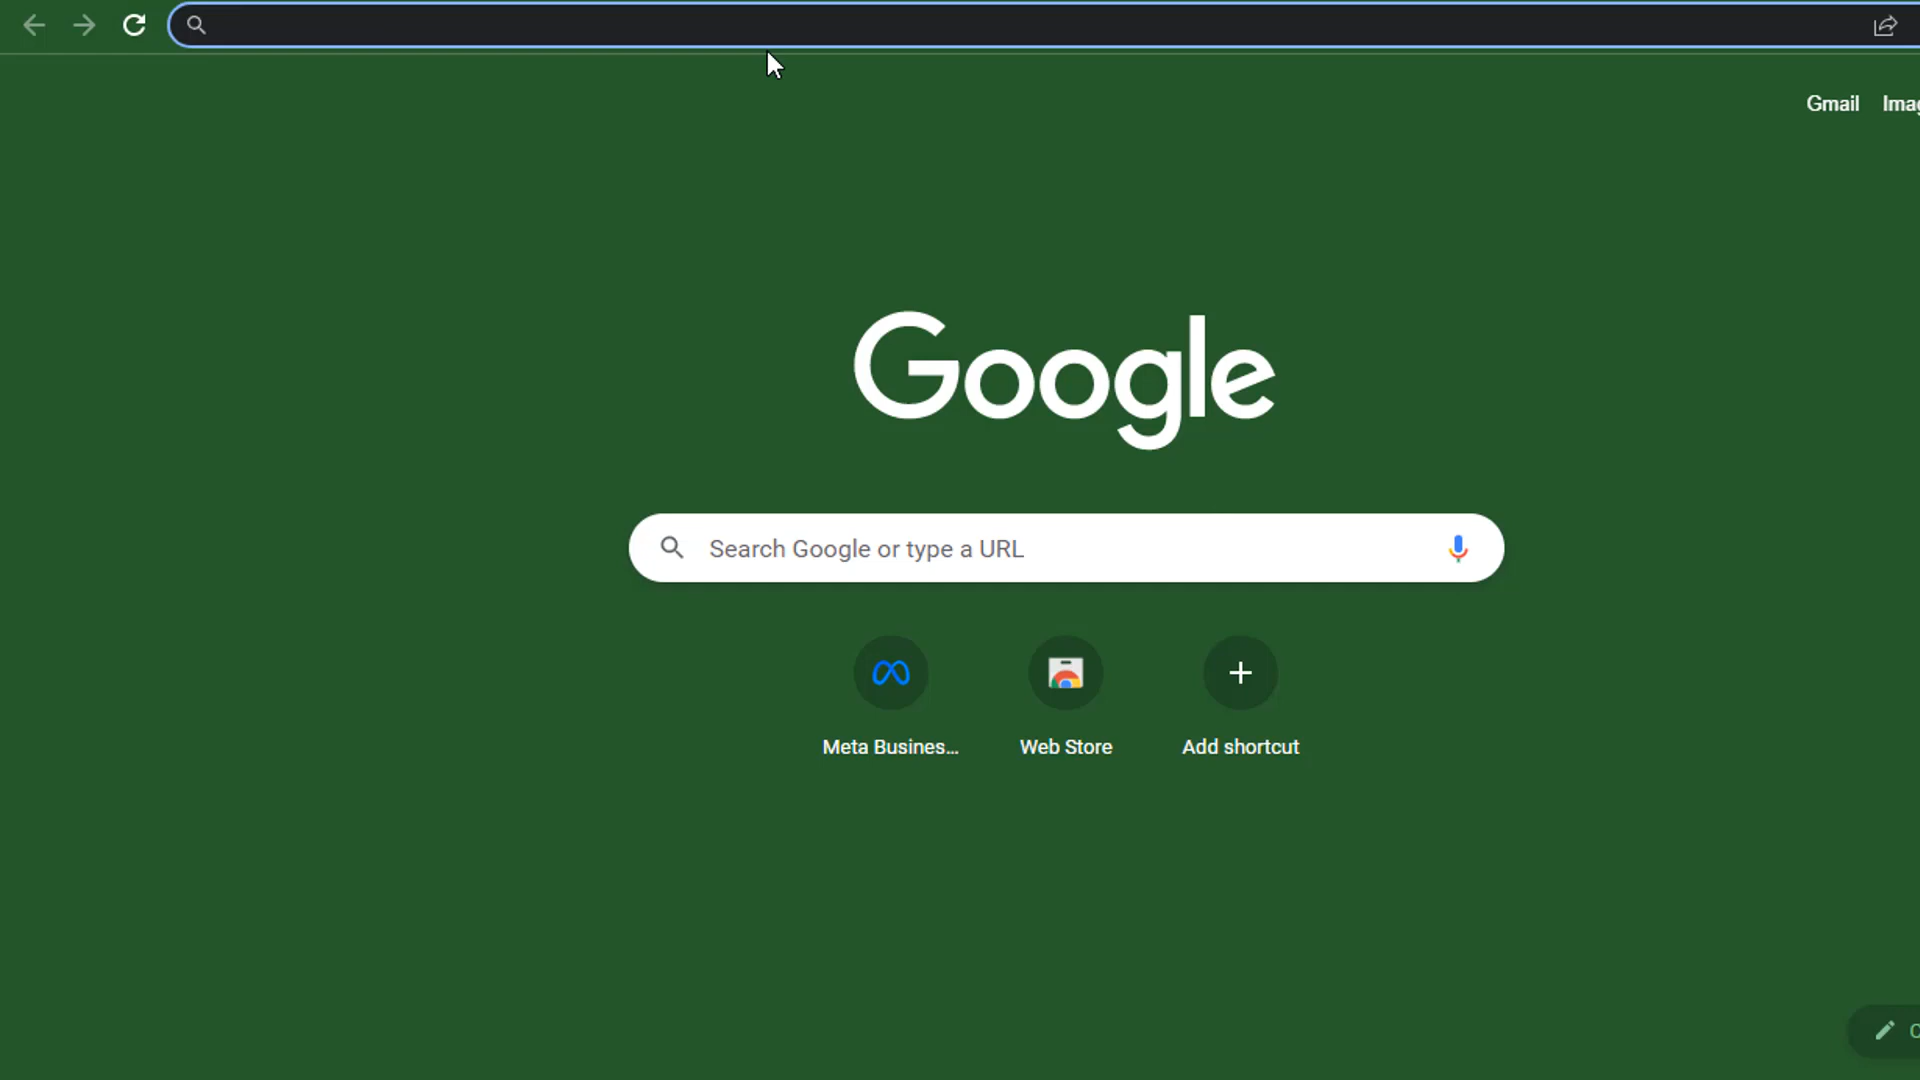 Gmail
Google
Search Google or type a URL
Meta Busines...
Web Store
Add shortcut